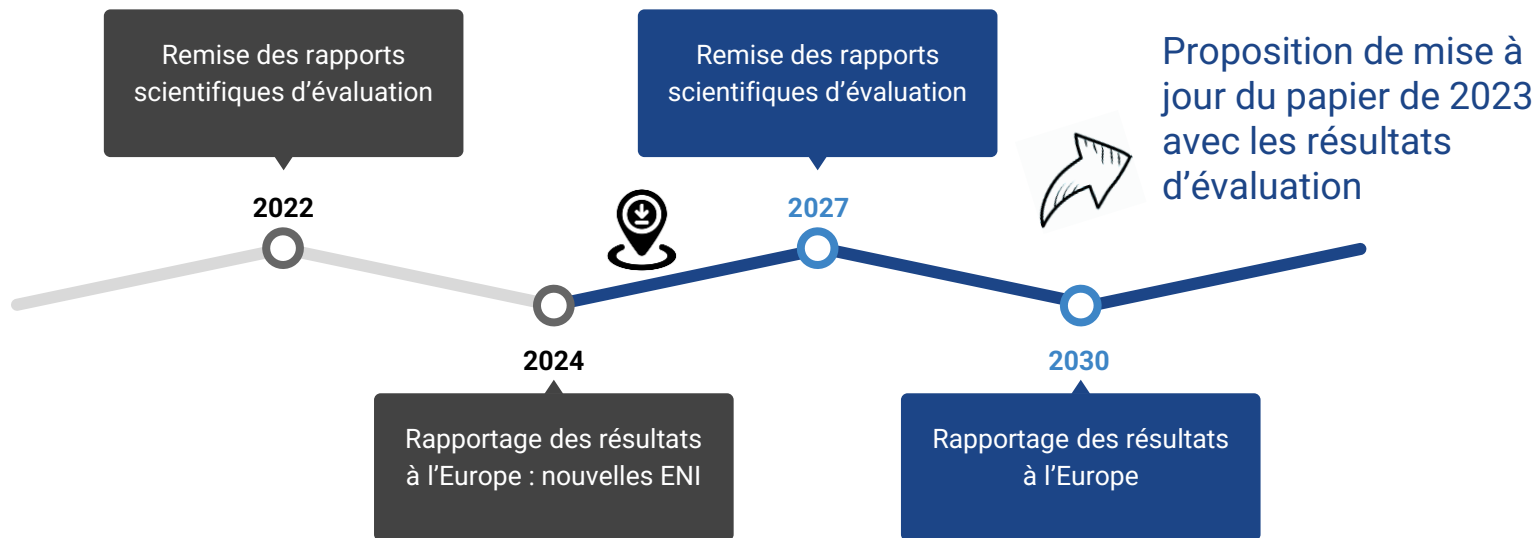 Remise des rapports
scientifiques d’évaluation
2022
2024
Rapportage des résultats
à l’Europe : nouvelles ENI
Remise des rapports
scientifiques d’évaluation
2027
2030
Rapportage des résultats
à l’Europe
Proposition de mise à
jour du papier de 2023
avec les résultats
d’évaluation